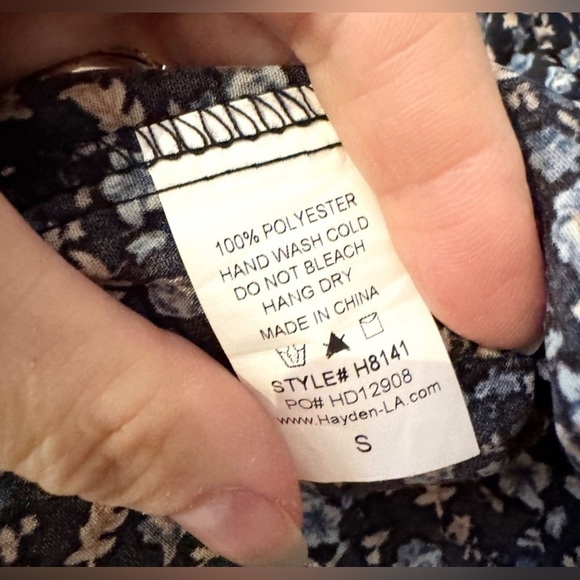 100% POLYESTER
HAND WASH COLD
DO NOT BLEACH
HANG DRY
MADE IN CHINA
STYLE# H8141
PO# HD12908
www.Hayden-LA.com
S